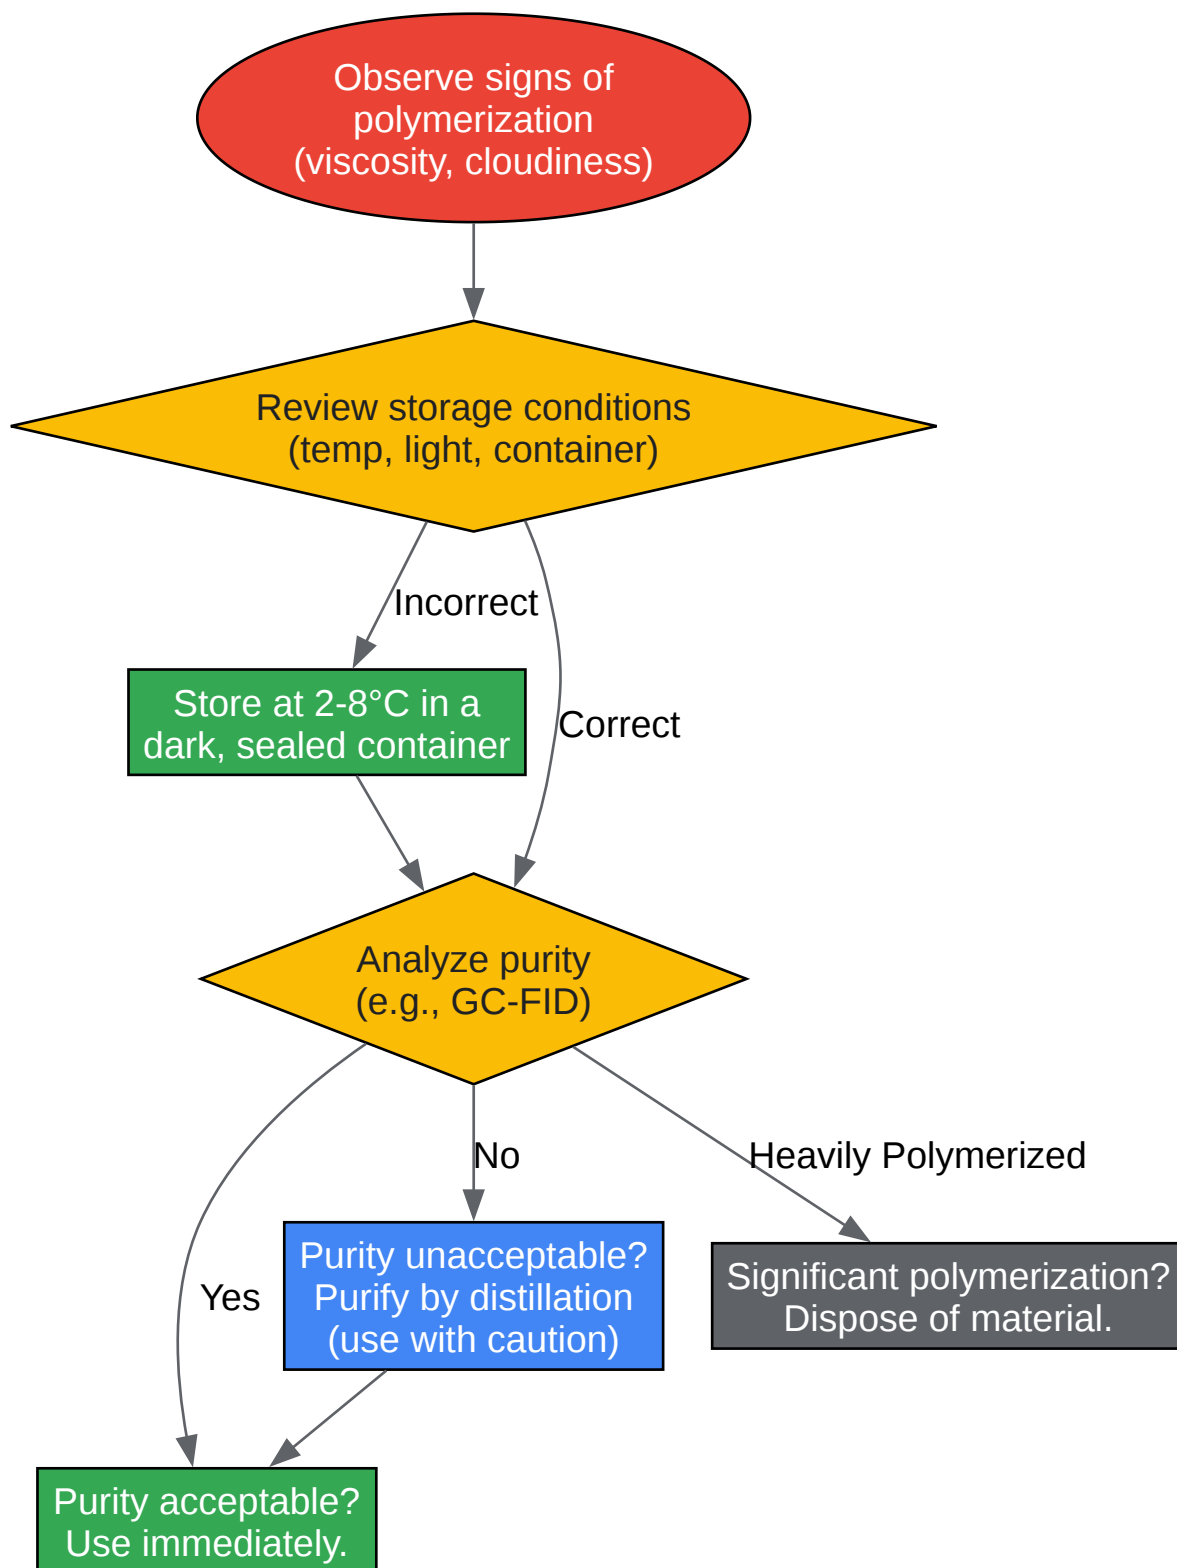 Observe signs of
polymerization
(viscosity, cloudiness)
Review storage conditions
(temp, light, container)
Incorrect
Store at 2-8°C in a
dark, sealed container
Correct
Analyze purity
(e.g., GC-FID)
No
Heavily Polymerized
Purity unacceptable?
Purify by distillation
(use with caution)
Significant polymerization?
Dispose of material.
Yes
Purity acceptable?
Use immediately.